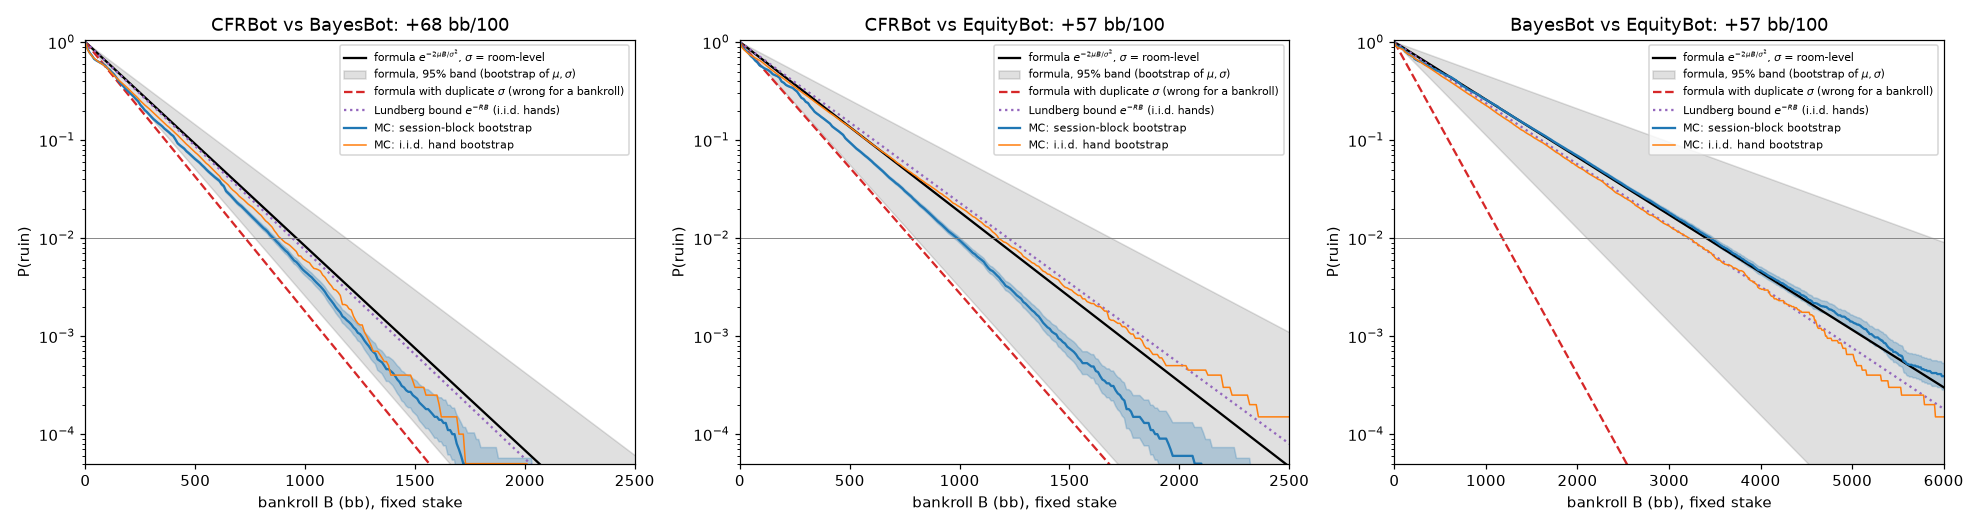 CFRBot vs BayesBot: +68 bb/100
formula e^{-2μB/σ²}, σ = room-level
formula, 95% band (bootstrap of μ, σ)
formula with duplicate σ (wrong for a bankroll)
Lundberg bound e^{-RB} (i.i.d. hands)
MC: session-block bootstrap
MC: i.i.d. hand bootstrap
P(ruin)
10⁰
10⁻¹
10⁻²
10⁻³
10⁻⁴
0 500 1000 1500 2000 2500
bankroll B (bb), fixed stake
CFRBot vs EquityBot: +57 bb/100
formula e^{-2μB/σ²}, σ = room-level
formula, 95% band (bootstrap of μ, σ)
formula with duplicate σ (wrong for a bankroll)
Lundberg bound e^{-RB} (i.i.d. hands)
MC: session-block bootstrap
MC: i.i.d. hand bootstrap
P(ruin)
10⁰
10⁻¹
10⁻²
10⁻³
10⁻⁴
0 500 1000 1500 2000 2500
bankroll B (bb), fixed stake
BayesBot vs EquityBot: +57 bb/100
formula e^{-2μB/σ²}, σ = room-level
formula, 95% band (bootstrap of μ, σ)
formula with duplicate σ (wrong for a bankroll)
Lundberg bound e^{-RB} (i.i.d. hands)
MC: session-block bootstrap
MC: i.i.d. hand bootstrap
P(ruin)
10⁰
10⁻¹
10⁻²
10⁻³
10⁻⁴
0 1000 2000 3000 4000 5000 6000
bankroll B (bb), fixed stake